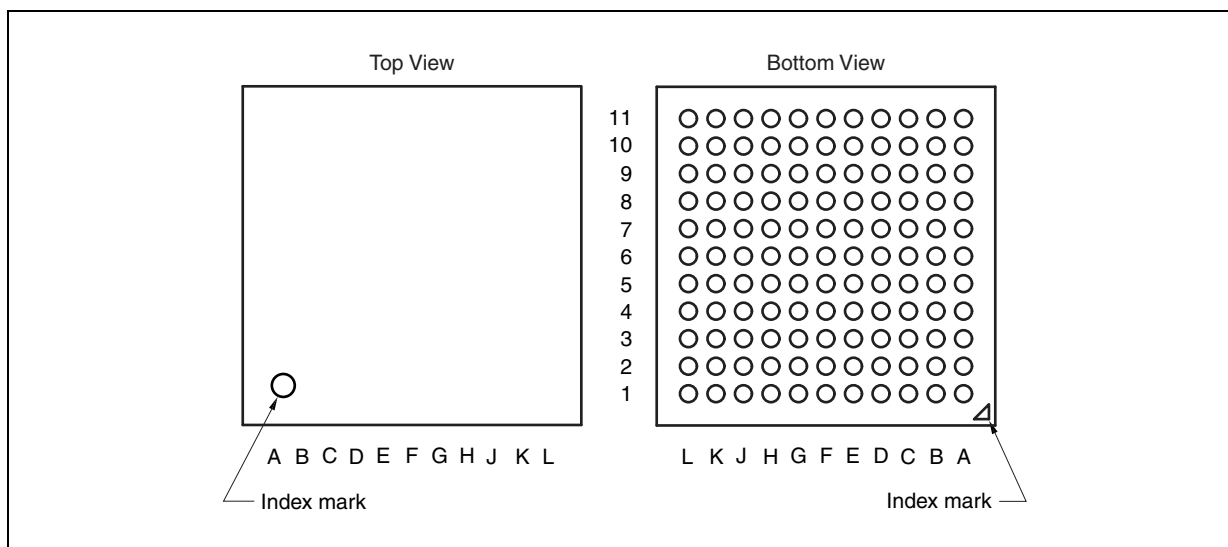 Top View
Bottom View
11
10
9
8
7
6
5
4
3
2
1
A B C D E F G H J K L
L K J H G F E D C B A
Index mark
Index mark